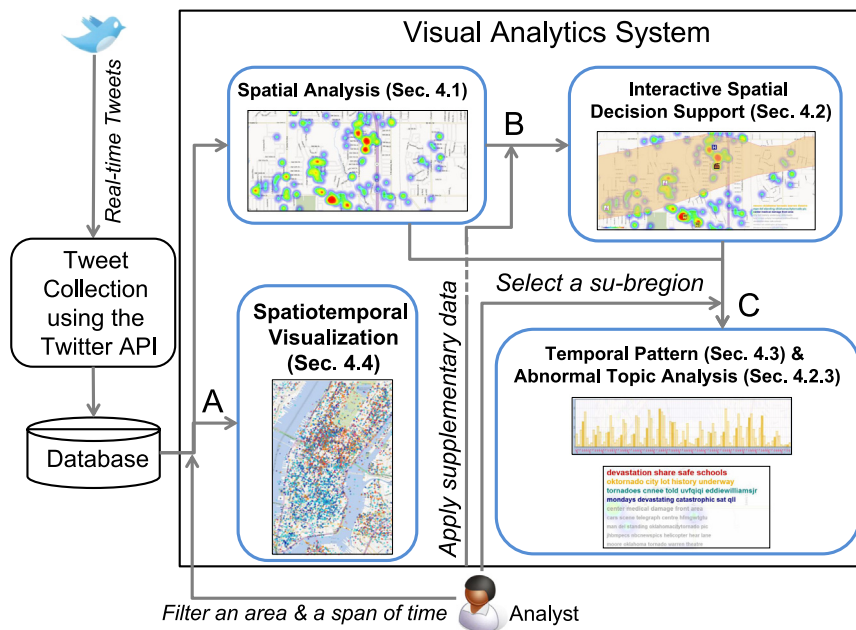 Visual Analytics System
Real-time Tweets
Spatial Analysis (Sec. 4.1)
B
Interactive Spatial
Decision Support (Sec. 4.2)
Tweet
Collection
using the
Twitter API
Database
A
Spatiotemporal
Visualization
(Sec. 4.4)
Apply supplementary data
Select a su-bregion
C
Temporal Pattern (Sec. 4.3) &
Abnormal Topic Analysis (Sec. 4.2.3)
devastation share safe schools
oktornado city lot history underway
tornadoes cnnee told uvfqiqi eddiewilliamsjr
mondays devastating catastrophic sat qll
center medical damage front area
Filter an area & a span of time
Analyst